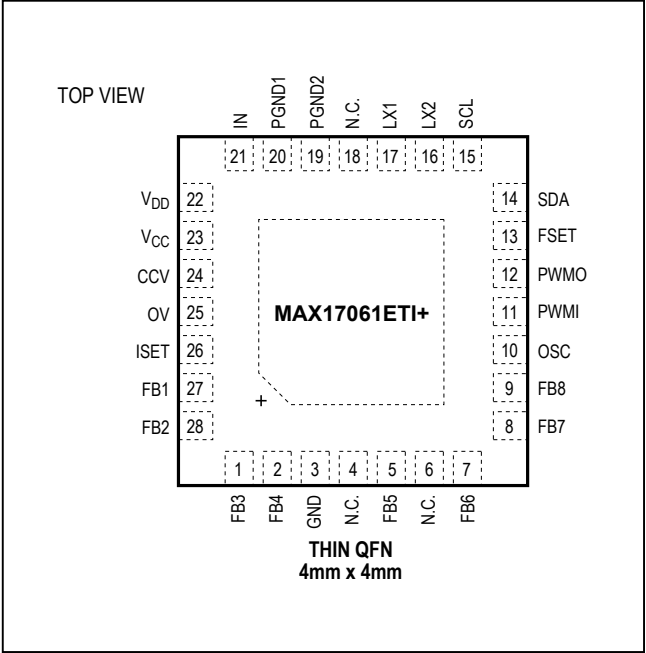 TOP VIEW
IN PGND1 PGND2 N.C. LX1 LX2 SCL
21 20 19 18 17 16 15
VDD 22 14 SDA
VCC 23 13 FSET
CCV 24 12 PWMO
OV 25 MAX17061ETI+ 11 PWMI
ISET 26 10 OSC
FB1 27 9 FB8
+
FB2 28 8 FB7
1 2 3 4 5 6 7
FB3 FB4 GND N.C. FB5 N.C. FB6
THIN QFN
4mm x 4mm